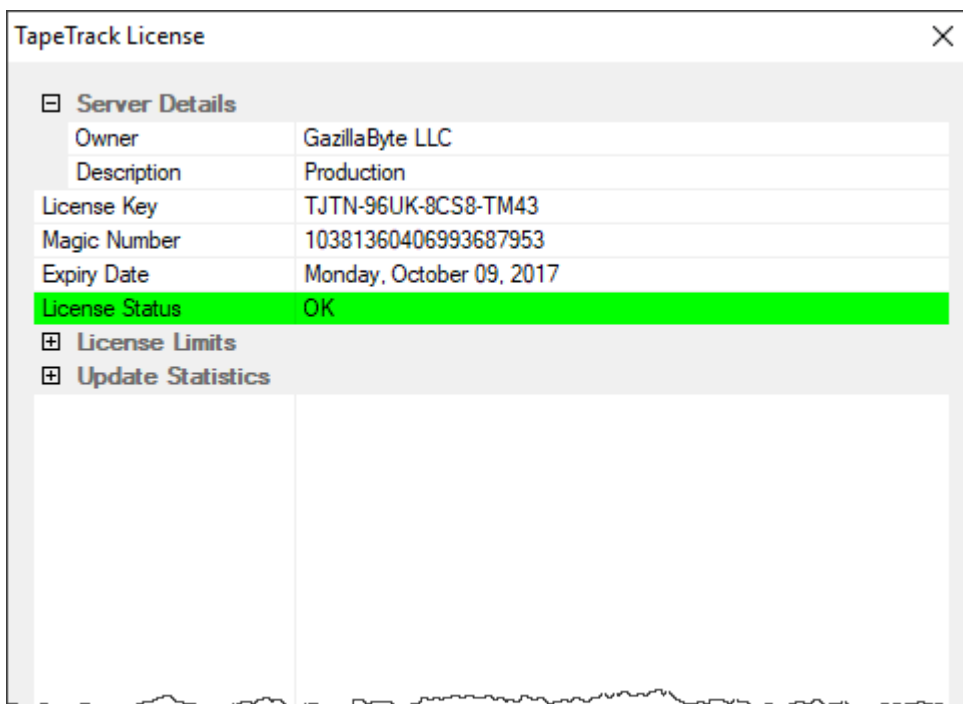 TapeTrack License
Server Details
Owner GazillaByte LLC
Description Production
License Key TJTN-96UK-8CS8-TM43
Magic Number 10381360406993687953
Expiry Date Monday, October 09, 2017
License Status OK
License Limits
Update Statistics